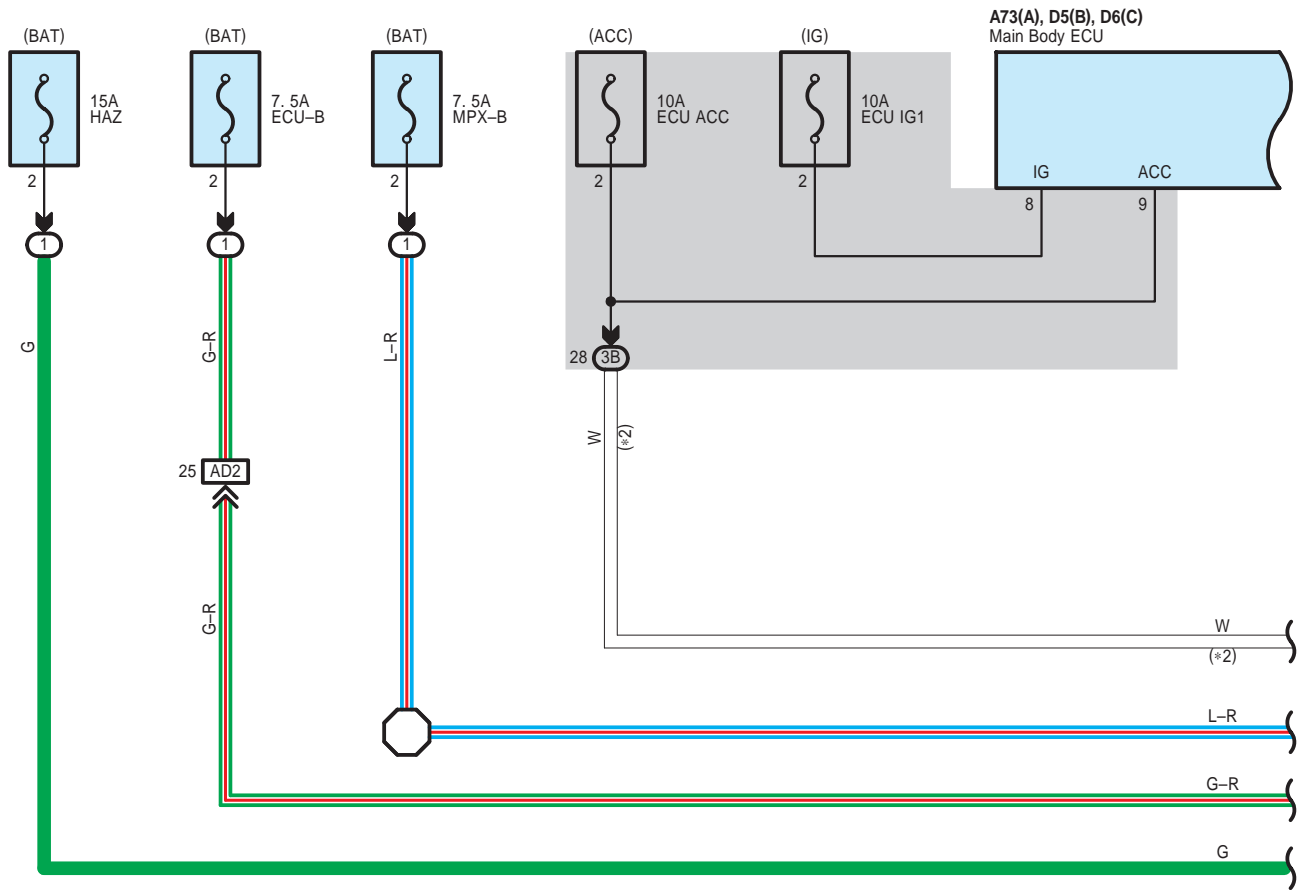 A73(A), D5(B), D6(C)
Main Body ECU
(BAT)
(BAT)
(BAT)
(ACC)
(IG)
15A
HAZ
7. 5A
ECU–B
7. 5A
MPX–B
10A
ECU ACC
10A
ECU IG1
IG
ACC
2
2
2
2
2
8
9
1
1
1
G
G–R
L–R
28
3B
W
(*2)
25
AD2
G–R
W
(*2)
L–R
G–R
G